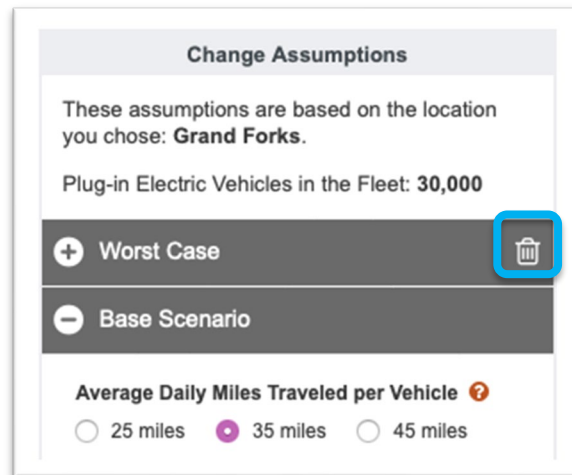 Change Assumptions
These assumptions are based on the location
you chose: Grand Forks.
Plug-in Electric Vehicles in the Fleet: 30,000
Worst Case
Base Scenario
Average Daily Miles Traveled per Vehicle ?
25 miles 35 miles 45 miles